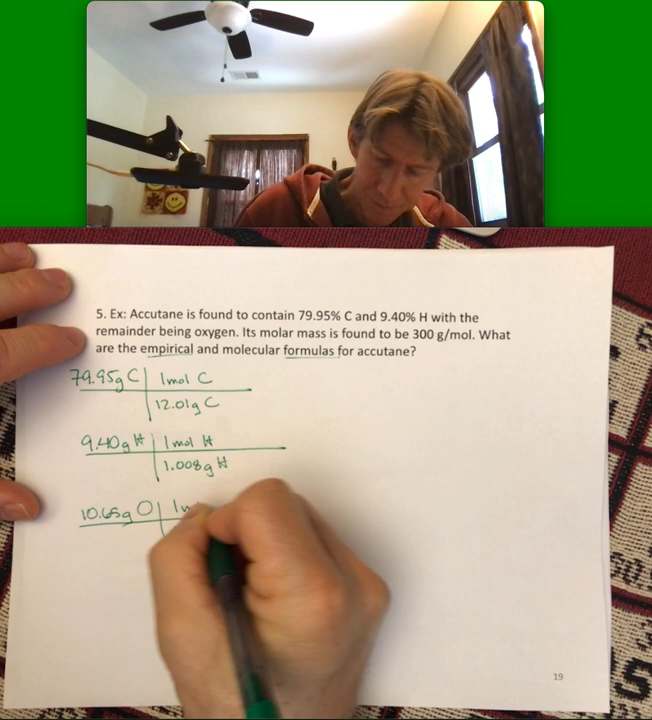 5. Ex: Accutane is found to contain 79.95% C and 9.40% H with the
remainder being oxygen. Its molar mass is found to be 300 g/mol. What
are the empirical and molecular formulas for accutane?
79.95g C 1mol C
12.01g C
9.40g H 1mol H
1.008g H
10.65g O
19